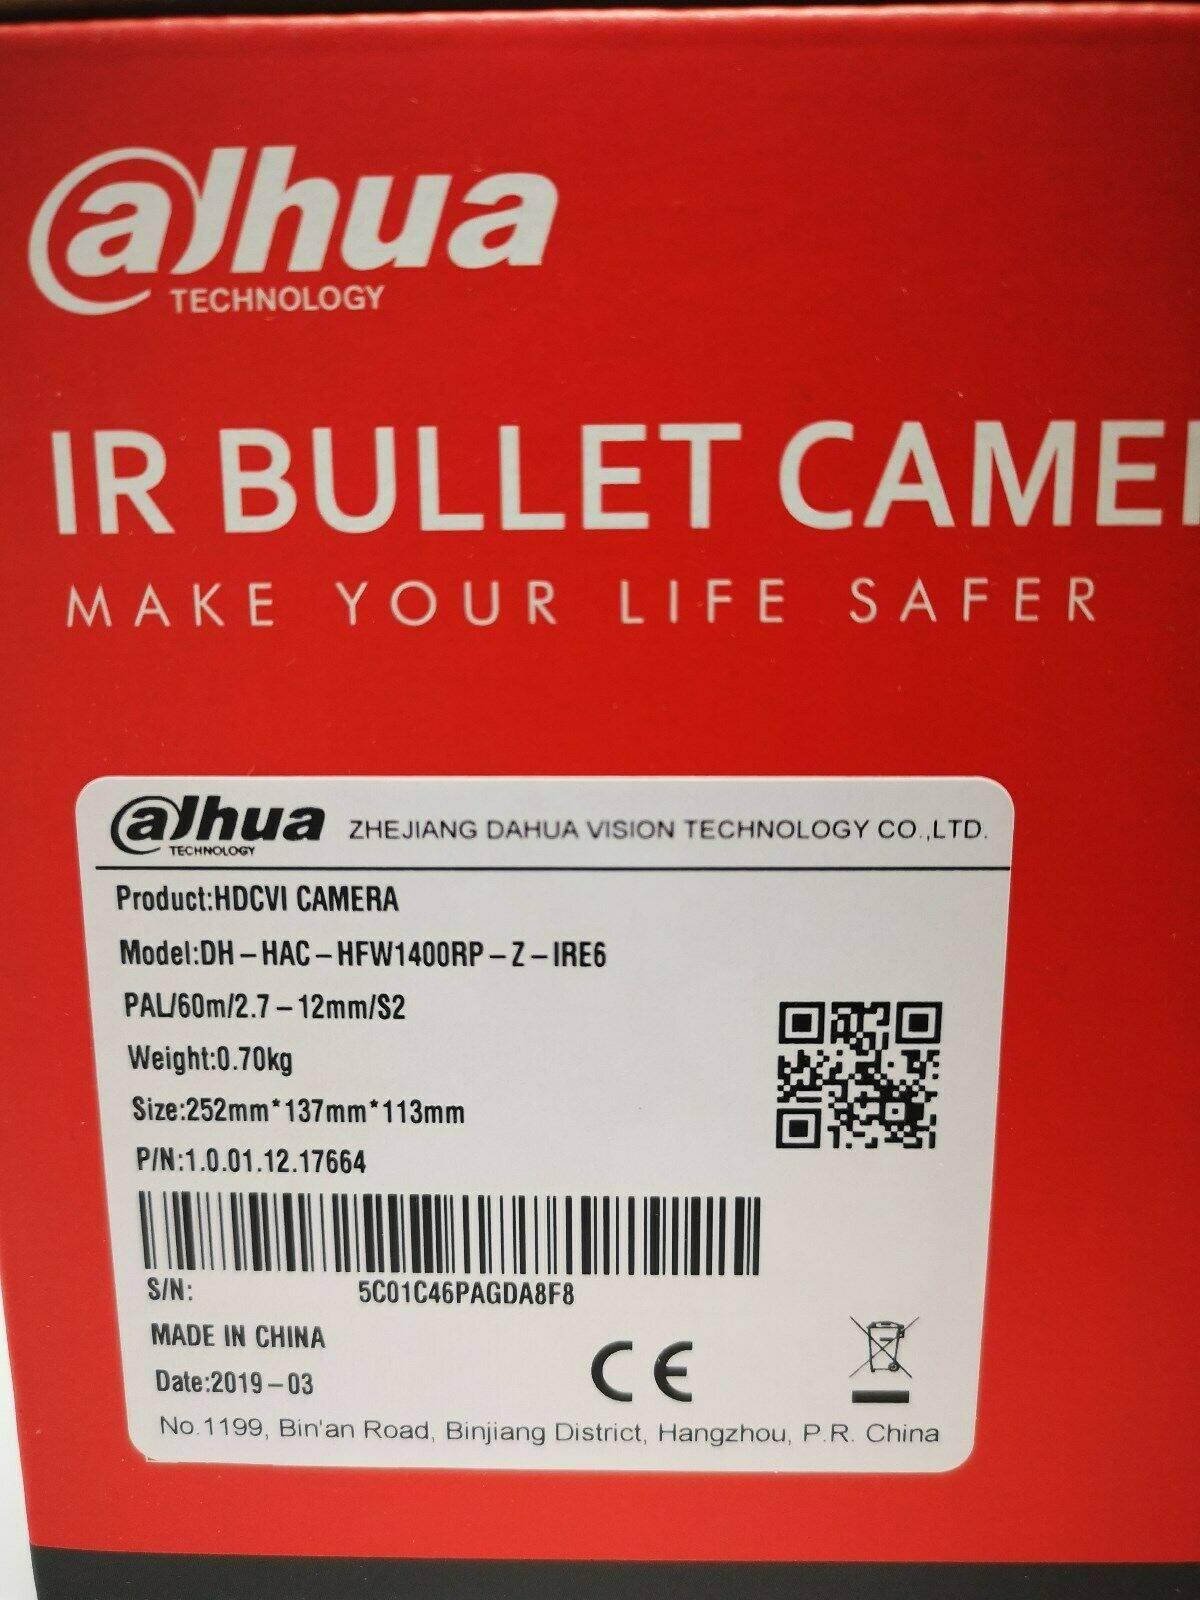 alhua
TECHNOLOGY
IR BULLET CAME
MAKE YOUR LIFE SAFER
alhua
TECHNOLOGY
ZHEJIANG DAHUA VISION TECHNOLOGY CO.,LTD.
Product:HDCVI CAMERA
Model:DH-HAC-HFW1400RP-Z-IRE6
PAL/60m/2.7-12mm/S2
Weight:0.70kg
Size:252mm*137mm*113mm
P/N:1.0.01.12.17664
S/N: 5C01C46PAGDA8F8
MADE IN CHINA
Date:2019-03
CE
No.1199, Bin'an Road, Binjiang District, Hangzhou, P.R. China